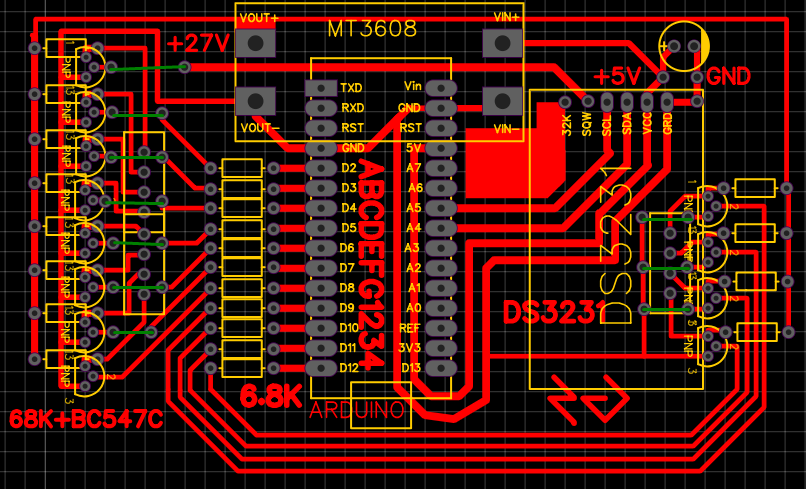 VOUT+
MT3608
VIN+
+27V
+5V
GND
VOUT-
VIN-
TXD
RXD
RST
GND
D2
D3
D4
D5
D6
D7
D8
D9
D10
D11
D12
Vin
GND
RST
5V
A7
A6
A5
A4
A3
A2
A1
A0
REF
3V3
D13
ABCDEFG1234
32K
SQW
SCL
SDA
VCC
GRD
DS3231
DS3231
PNP
PNP
PNP
PNP
PNP
PNP
PNP
PNP
PNP
PNP
PNP
PNP
6.8K
ARDUINO
68K+BC547C